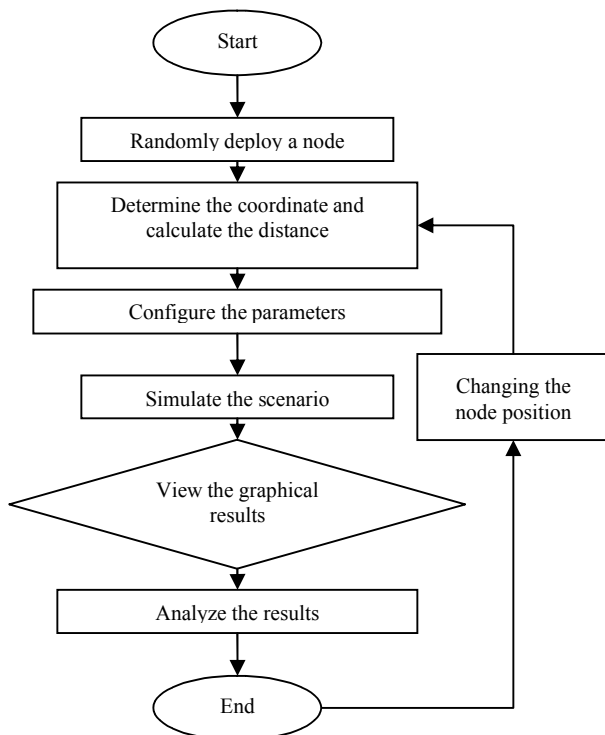 Start
Randomly deploy a node
Determine the coordinate and
calculate the distance
Configure the parameters
Simulate the scenario
Changing the
node position
View the graphical
results
Analyze the results
End